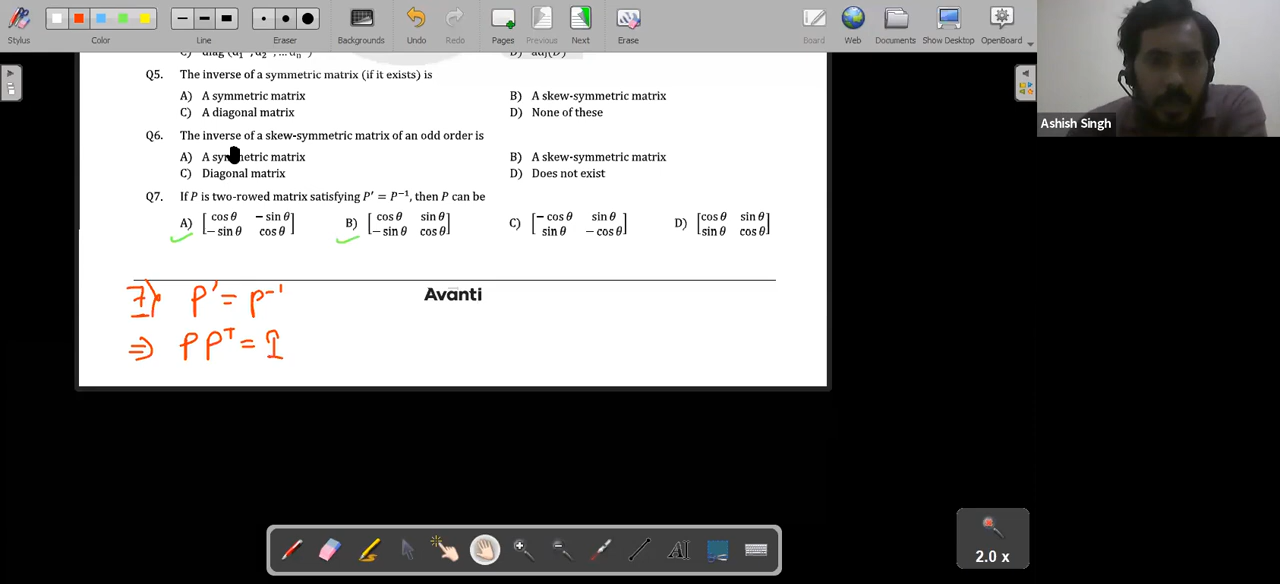 Stylus
Color
Line
Eraser
Backgrounds
Undo
Redo
Pages
Previous
Next
Erase
Board
Web
Documents
Show Desktop
OpenBoard
Ashish Singh
Q5. The inverse of a symmetric matrix (if it exists) is
A) A symmetric matrix B) A skew-symmetric matrix
C) A diagonal matrix D) None of these
Q6. The inverse of a skew-symmetric matrix of an odd order is
A) A symmetric matrix B) A skew-symmetric matrix
C) Diagonal matrix D) Does not exist
Q7. If P is two-rowed matrix satisfying P′ = P⁻¹, then P can be
A) [cos θ − sin θ B) [cos θ sin θ C) [− cos θ sin θ D) [cos θ sin θ
− sin θ cos θ] − sin θ cos θ] sin θ − cos θ] sin θ cos θ]
Avanti
7). P′ = P⁻¹
⇒ P Pᵀ = I
2.0 x